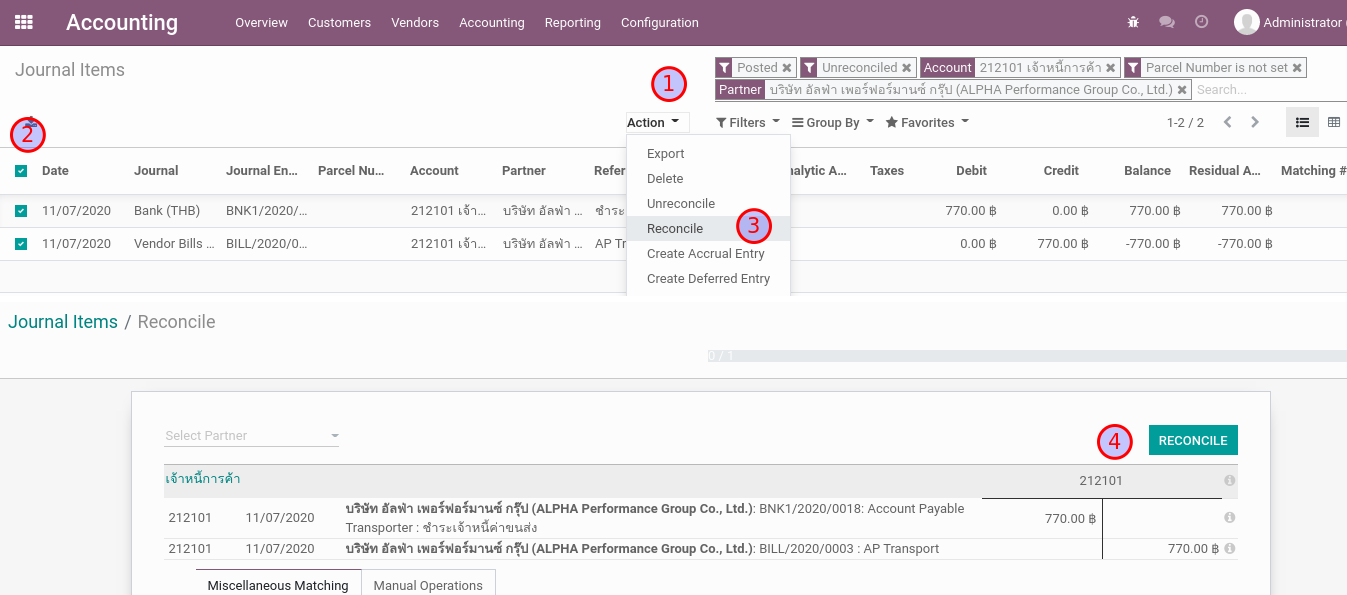 Accounting Overview Customers Vendors Accounting Reporting Configuration Administrator
Journal Items
1
Posted Unreconciled Account 212101 เจ้าหนี้การค้า Parcel Number is not set
Partner บริษัท อัลฟ่า เพอร์ฟอร์มานซ์ กรุ๊ป (ALPHA Performance Group Co., Ltd.) Search...
2
Action Filters Group By Favorites 1-2 / 2
Export
Delete
Unreconcile
Reconcile
3
Create Accrual Entry
Create Deferred Entry
Date Journal Journal En... Parcel Nu... Account Partner Refer nalytic A... Taxes Debit Credit Balance Residual A... Matching #
11/07/2020 Bank (THB) BNK1/2020/... 212101 เจ้า... บริษัท อัลฟ่า ... ชำระ 770.00 ฿ 0.00 ฿ 770.00 ฿ 770.00 ฿
11/07/2020 Vendor Bills ... BILL/2020/0... 212101 เจ้า... บริษัท อัลฟ่า ... AP Tr 0.00 ฿ 770.00 ฿ -770.00 ฿ -770.00 ฿
Journal Items / Reconcile
0 / 1
Select Partner
4
RECONCILE
เจ้าหนี้การค้า 212101
212101 11/07/2020 บริษัท อัลฟ่า เพอร์ฟอร์มานซ์ กรุ๊ป (ALPHA Performance Group Co., Ltd.): BNK1/2020/0018: Account Payable 770.00 ฿
Transporter : ชำระเจ้าหนี้ค่าขนส่ง
212101 11/07/2020 บริษัท อัลฟ่า เพอร์ฟอร์มานซ์ กรุ๊ป (ALPHA Performance Group Co., Ltd.): BILL/2020/0003 : AP Transport 770.00 ฿
Miscellaneous Matching Manual Operations